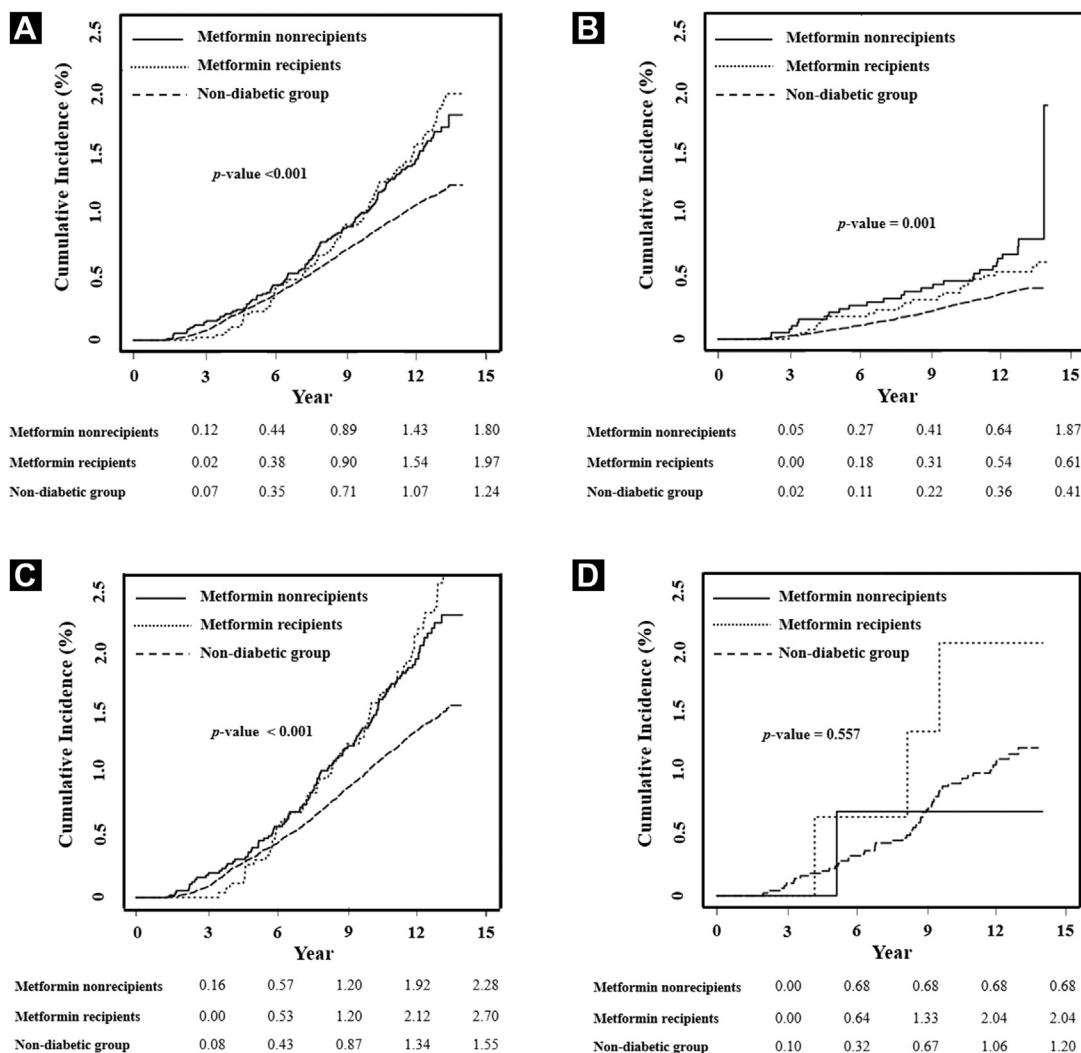 A
Metformin nonrecipients
Metformin recipients
Non-diabetic group
p-value <0.001
Cumulative Incidence (%)
0 0.5 1.0 1.5 2.0 2.5
0 3 6 9 12 15
Year
Metformin nonrecipients 0.12 0.44 0.89 1.43 1.80
Metformin recipients 0.02 0.38 0.90 1.54 1.97
Non-diabetic group 0.07 0.35 0.71 1.07 1.24
B
Metformin nonrecipients
Metformin recipients
Non-diabetic group
p-value = 0.001
Cumulative Incidence (%)
0 0.5 1.0 1.5 2.0 2.5
0 3 6 9 12 15
Year
Metformin nonrecipients 0.05 0.27 0.41 0.64 1.87
Metformin recipients 0.00 0.18 0.31 0.54 0.61
Non-diabetic group 0.02 0.11 0.22 0.36 0.41
C
Metformin nonrecipients
Metformin recipients
Non-diabetic group
p-value < 0.001
Cumulative Incidence (%)
0 0.5 1.0 1.5 2.0 2.5
0 3 6 9 12 15
Year
Metformin nonrecipients 0.16 0.57 1.20 1.92 2.28
Metformin recipients 0.00 0.53 1.20 2.12 2.70
Non-diabetic group 0.08 0.43 0.87 1.34 1.55
D
Metformin nonrecipients
Metformin recipients
Non-diabetic group
p-value = 0.557
Cumulative Incidence (%)
0 0.5 1.0 1.5 2.0 2.5
0 3 6 9 12 15
Year
Metformin nonrecipients 0.00 0.68 0.68 0.68 0.68
Metformin recipients 0.00 0.64 1.33 2.04 2.04
Non-diabetic group 0.10 0.32 0.67 1.06 1.20